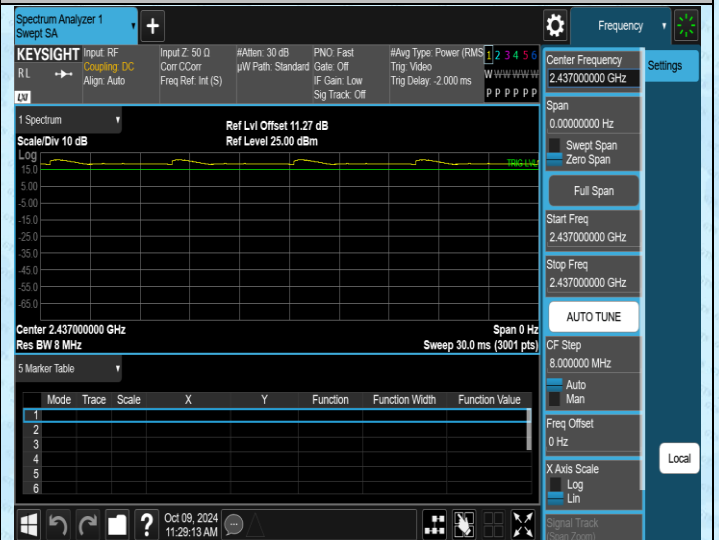 Spectrum Analyzer 1
Swept SA
Frequency
KEYSIGHT
RL
LXI
Input: RF
Coupling: DC
Align: Auto
Input Z: 50 Ω
Corr CCorr
Freq Ref: Int (S)
#Atten: 30 dB
µW Path: Standard
PNO: Fast
Gate: Off
IF Gain: Low
Sig Track: Off
#Avg Type: Power (RMS
Trig: Video
Trig Delay: -2.000 ms
1 2 3 4 5 6
W W W W W W
P P P P P P
Center Frequency
2.437000000 GHz
Settings
Span
0.00000000 Hz
Swept Span
Zero Span
Full Span
Start Freq
2.437000000 GHz
Stop Freq
2.437000000 GHz
AUTO TUNE
CF Step
8.000000 MHz
Auto
Man
Freq Offset
0 Hz
X Axis Scale
Log
Lin
Signal Track
(Span Zoom)
Local
1 Spectrum
Scale/Div 10 dB
Ref Lvl Offset 11.27 dB
Ref Level 25.00 dBm
Log
15.0
5.00
-5.00
-15.0
-25.0
-35.0
-45.0
-55.0
-65.0
TRIG LVL
Center 2.437000000 GHz
Span 0 Hz
Res BW 8 MHz
Sweep 30.0 ms (3001 pts)
5 Marker Table
Mode Trace Scale X Y Function Function Width Function Value
1
2
3
4
5
6
?
Oct 09, 2024
11:29:13 AM